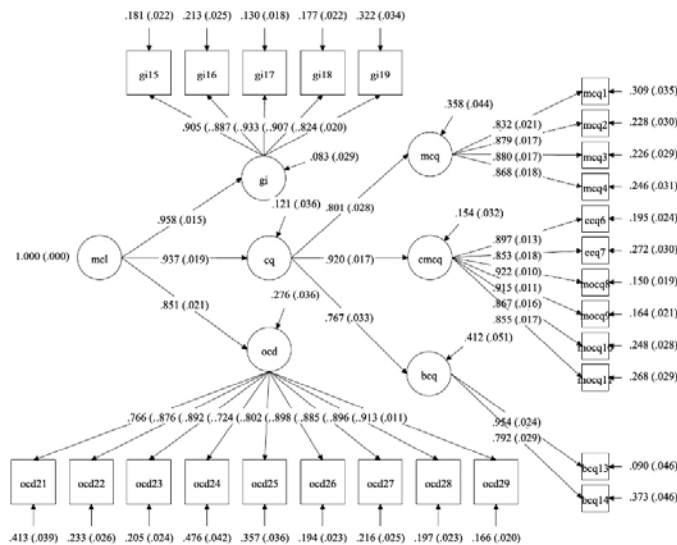 .181 (.022) .213 (.025) .130 (.018) .177 (.022) .322 (.034)
gi15 gi16 gi17 gi18 gi19
.905 (..887 (..933 (..907 (..824 (.020)
.083 (.029)
gi
.358 (.044)
mcq
.832 (.021)
.879 (.017)
.880 (.017)
.868 (.018)
mcq1 .309 (.035)
mcq2 .228 (.030)
mcq3 .226 (.029)
mcq4 .246 (.031)
.958 (.015)
.121 (.036)
.801 (.028)
.154 (.032)
1.000 (.000) mcl .937 (.019) cq .920 (.017) cmcq
.897 (.013)
.853 (.018)
.922 (.010)
.915 (.011)
.867 (.016)
.855 (.017)
.195 (.024)
.272 (.030)
mocq8 .150 (.019)
mocq9 .164 (.021)
.248 (.028)
.268 (.029)
.851 (.021)
.276 (.036)
.767 (.033)
.412 (.051)
ocd
bcq
.954 (.024)
.792 (.029)
bcq13 .090 (.046)
bcq14 .373 (.046)
.766 (..876 (..892 (..724 (..802 (..898 (..885 (..896 (..913 (.011)
ocd21 ocd22 ocd23 ocd24 ocd25 ocd26 ocd27 ocd28 ocd29
.413 (.039) .233 (.026) .205 (.024) .476 (.042) .357 (.036) .194 (.023) .216 (.025) .197 (.023) .166 (.020)